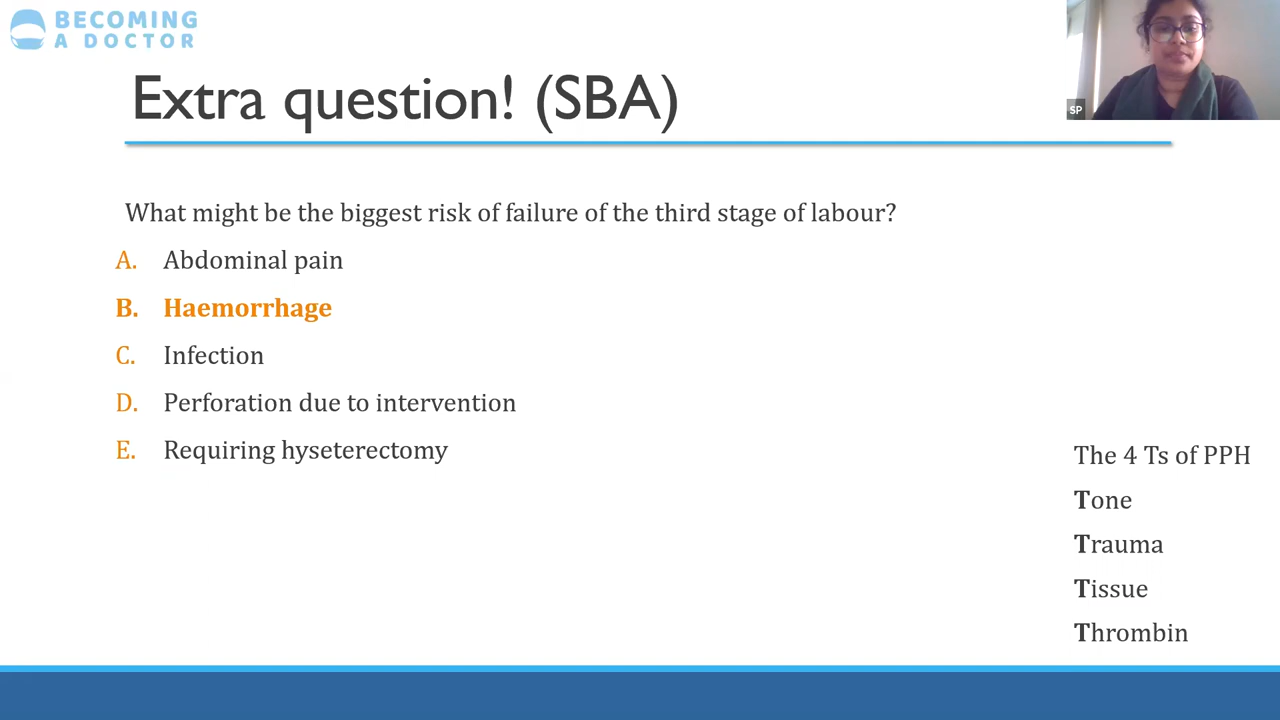 BECOMING
A DOCTOR
Extra question! (SBA)
SP
What might be the biggest risk of failure of the third stage of labour?
A. Abdominal pain
B. Haemorrhage
C. Infection
D. Perforation due to intervention
E. Requiring hyseterectomy
The 4 Ts of PPH
Tone
Trauma
Tissue
Thrombin